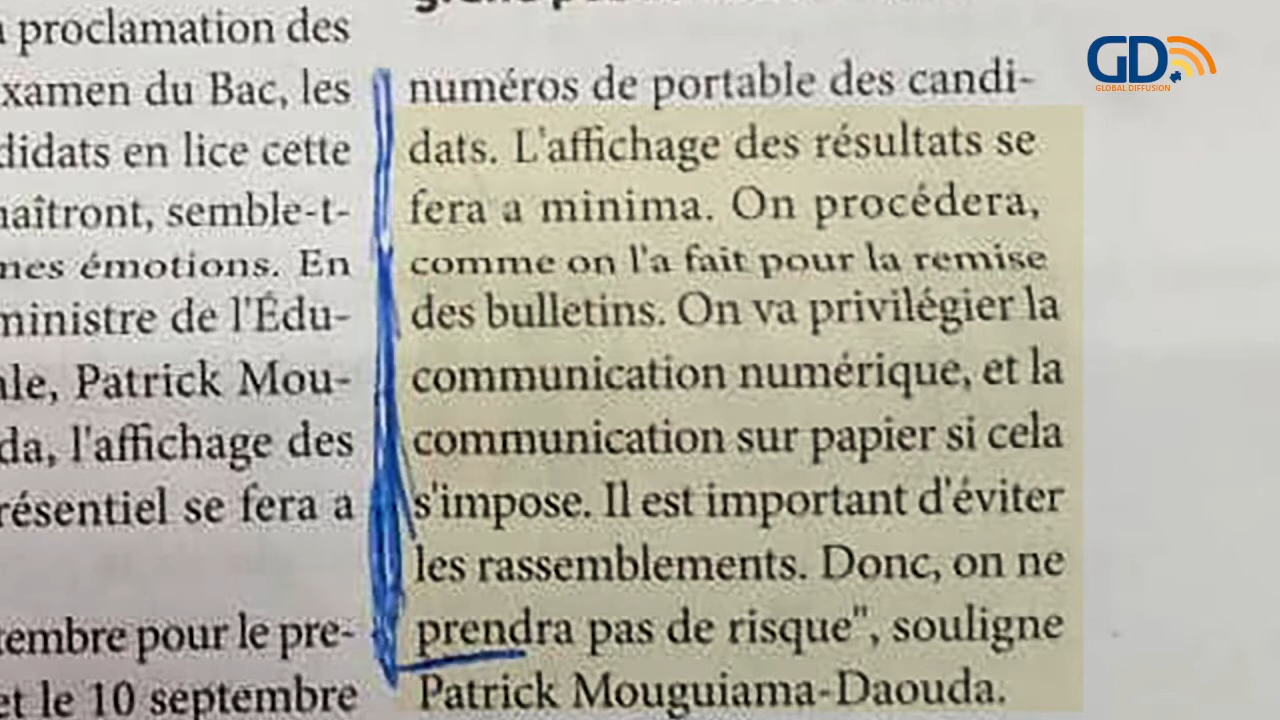 proclamation des
xamen du Bac, les
didats en lice cette
naîtront, semble-t-
nes émotions. En
ministre de l'Édu-
ale, Patrick Mou-
da, l'affichage des
résentiel se fera a
tembre pour le pre-
et le 10 septembre
numéros de portable des candi-
dats. L'affichage des résultats se
fera a minima. On procédera,
comme on l'a fait pour la remise
des bulletins. On va privilégier la
communication numérique, et la
communication sur papier si cela
s'impose. Il est important d'éviter
les rassemblements. Donc, on ne
prendra pas de risque", souligne
Patrick Mouguiama-Daouda.
GD
GLOBAL DIFFUSION